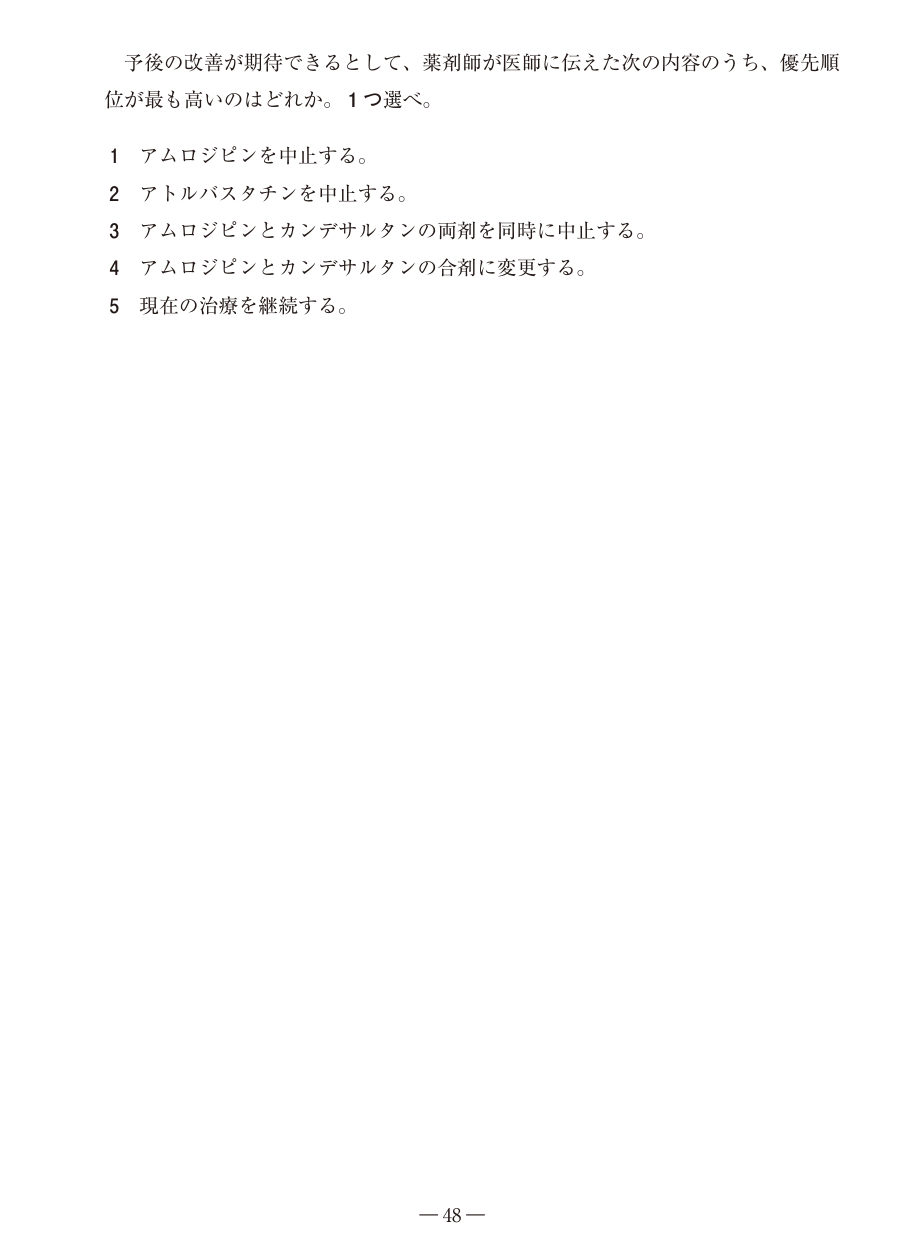 予後の改善が期待できるとして、薬剤師が医師に伝えた次の内容のうち、優先順
位が最も高いのはどれか。1つ選べ。
1 アムロジピンを中止する。
2 アトルバスタチンを中止する。
3 アムロジピンとカンデサルタンの両剤を同時に中止する。
4 アムロジピンとカンデサルタンの合剤に変更する。
5 現在の治療を継続する。
— 48 —